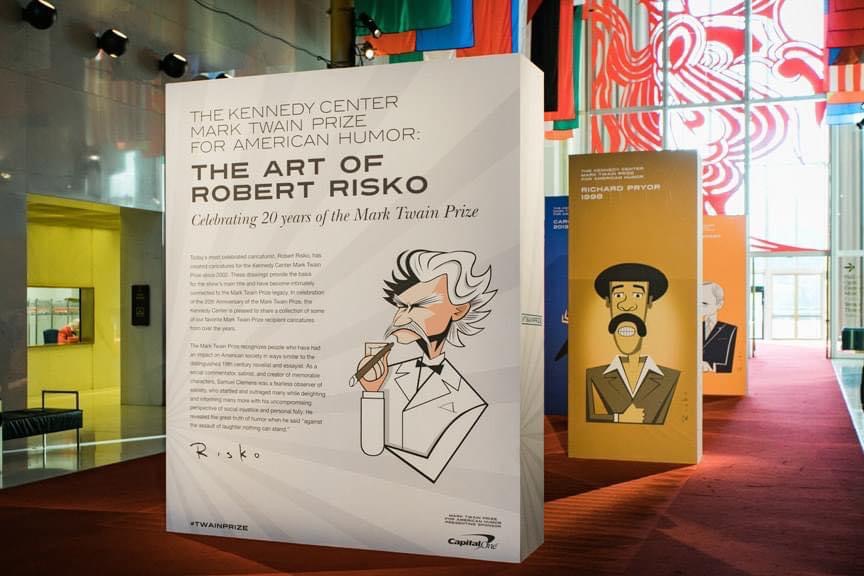 THE KENNEDY CENTER
MARK TWAIN PRIZE
FOR AMERICAN HUMOR:
THE ART OF
ROBERT RISKO
Celebrating 20 years of the Mark Twain Prize
Today's most celebrated caricaturist, Robert Risko, has
created caricatures for the Kennedy Center Mark Twain
Prize since 2002. These drawings provide the basis
for the show's main title and have become intimately
connected to the Mark Twain Prize legacy. In celebration
of the 20th Anniversary of the Mark Twain Prize, the
Kennedy Center is pleased to share a collection of some
of our favorite Mark Twain Prize recipient caricatures
from over the years.
The Mark Twain Prize recognizes people who have had
an impact on American society in ways similar to the
distinguished 19th century novelist and essayist. As a
social commentator, satirist, and creator of memorable
characters, Samuel Clemens was a fearless observer of
society, who startled and outraged many while delighting
and informing many more with his uncompromising
perspective of social injustice and personal folly. He
revealed the great truth of humor when he said "against
the assault of laughter nothing can stand."
Risko
#TWAINPRIZE
MARK TWAIN PRIZE
FOR AMERICAN HUMOR
PRESENTING SPONSOR
Capital One
THE KENNEDY CENTER
MARK TWAIN PRIZE
FOR AMERICAN HUMOR
RICHARD PRYOR
1998